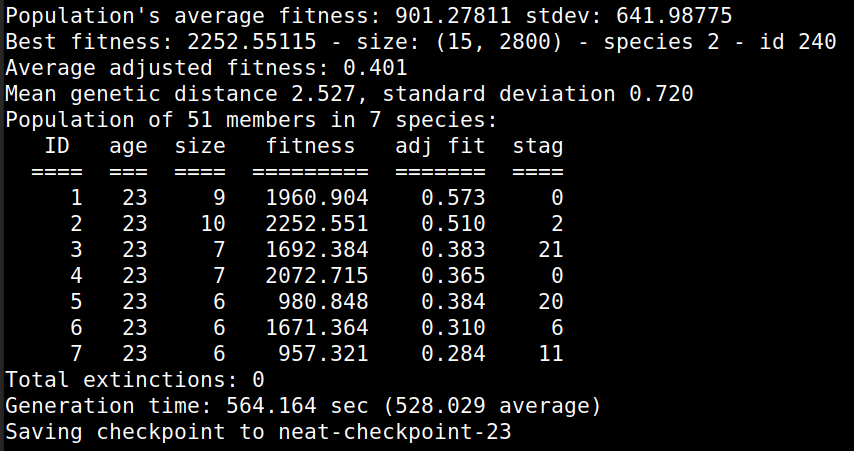 Population's average fitness: 901.27811 stdev: 641.98775
Best fitness: 2252.55115 - size: (15, 2800) - species 2 - id 240
Average adjusted fitness: 0.401
Mean genetic distance 2.527, standard deviation 0.720
Population of 51 members in 7 species:
   ID   age  size   fitness   adj fit  stag
  ====  ===  ====  =========  =======  ====
     1   23     9   1960.904    0.573     0
     2   23    10   2252.551    0.510     2
     3   23     7   1692.384    0.383    21
     4   23     7   2072.715    0.365     0
     5   23     6    980.848    0.384    20
     6   23     6   1671.364    0.310     6
     7   23     6    957.321    0.284    11
Total extinctions: 0
Generation time: 564.164 sec (528.029 average)
Saving checkpoint to neat-checkpoint-23